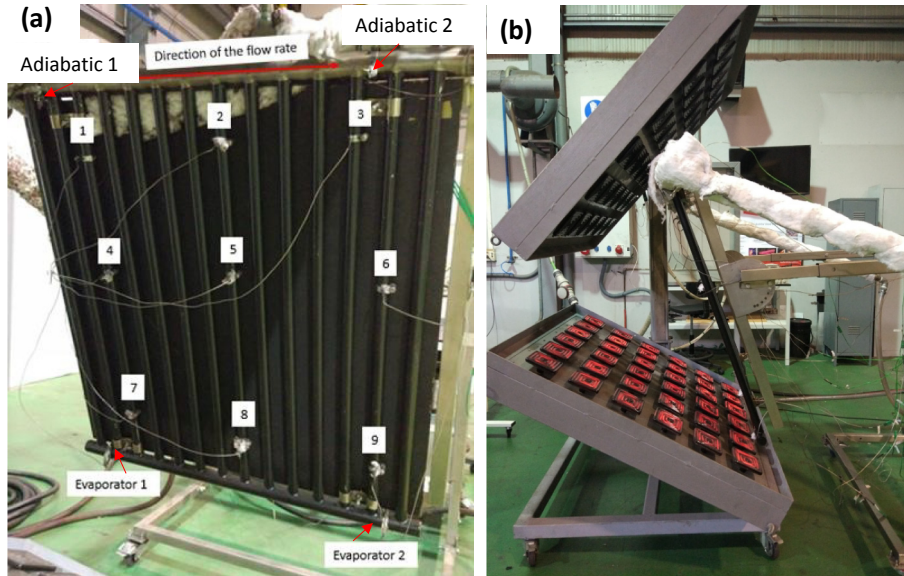 (a)
Adiabatic 2
Direction of the flow rate
Adiabatic 1
1
2
3
4
5
6
7
8
9
Evaporator 1
Evaporator 2
(b)